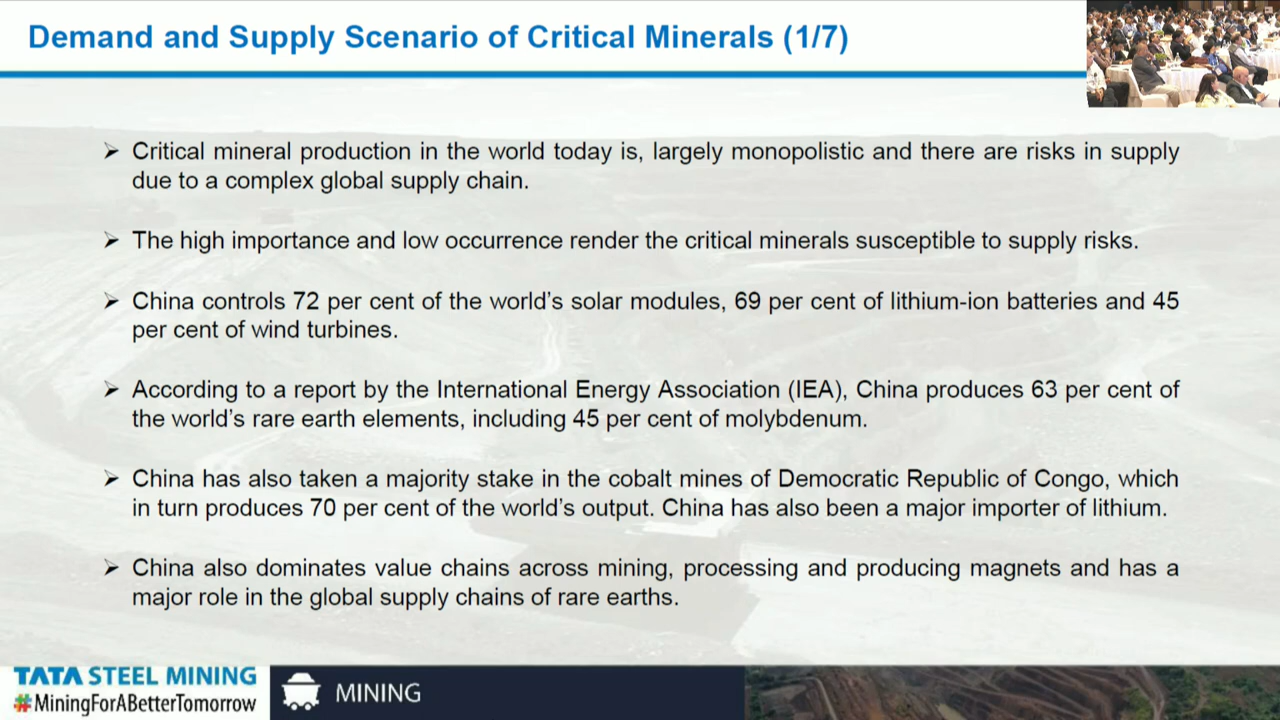 Demand and Supply Scenario of Critical Minerals (1/7)
➢ Critical mineral production in the world today is, largely monopolistic and there are risks in supply
due to a complex global supply chain.
➢ The high importance and low occurrence render the critical minerals susceptible to supply risks.
➢ China controls 72 per cent of the world’s solar modules, 69 per cent of lithium-ion batteries and 45
per cent of wind turbines.
➢ According to a report by the International Energy Association (IEA), China produces 63 per cent of
the world’s rare earth elements, including 45 per cent of molybdenum.
➢ China has also taken a majority stake in the cobalt mines of Democratic Republic of Congo, which
in turn produces 70 per cent of the world’s output. China has also been a major importer of lithium.
➢ China also dominates value chains across mining, processing and producing magnets and has a
major role in the global supply chains of rare earths.
TATA STEEL MINING
#MiningForABetterTomorrow
MINING